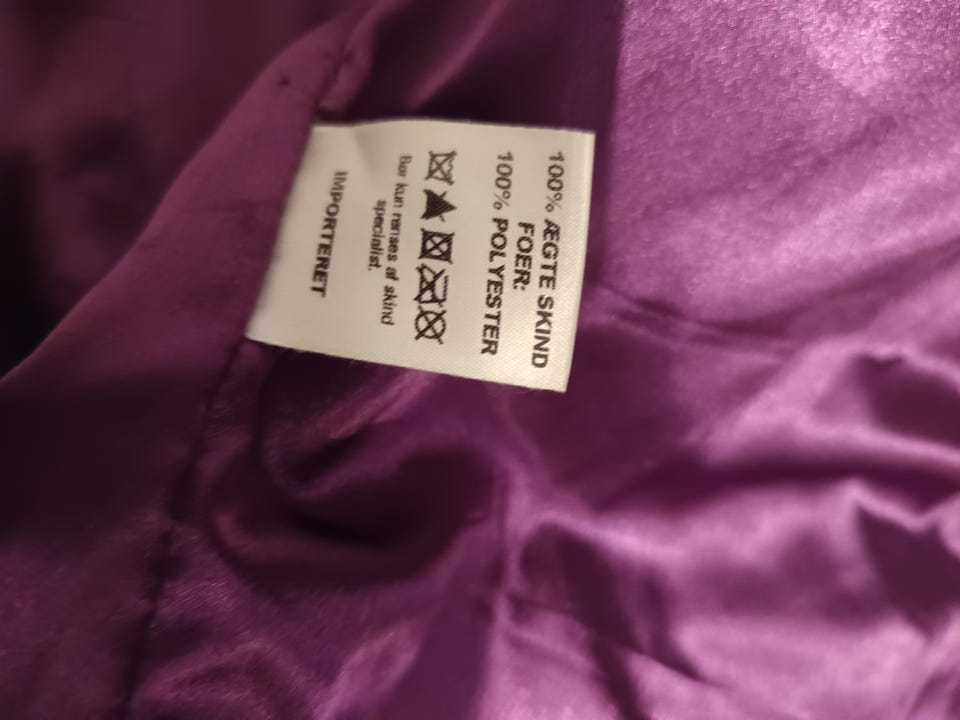 100% ÆGTE SKIND
FOER:
100% POLYESTER
Bør kun renses af skind
specialist.
IMPORTERET